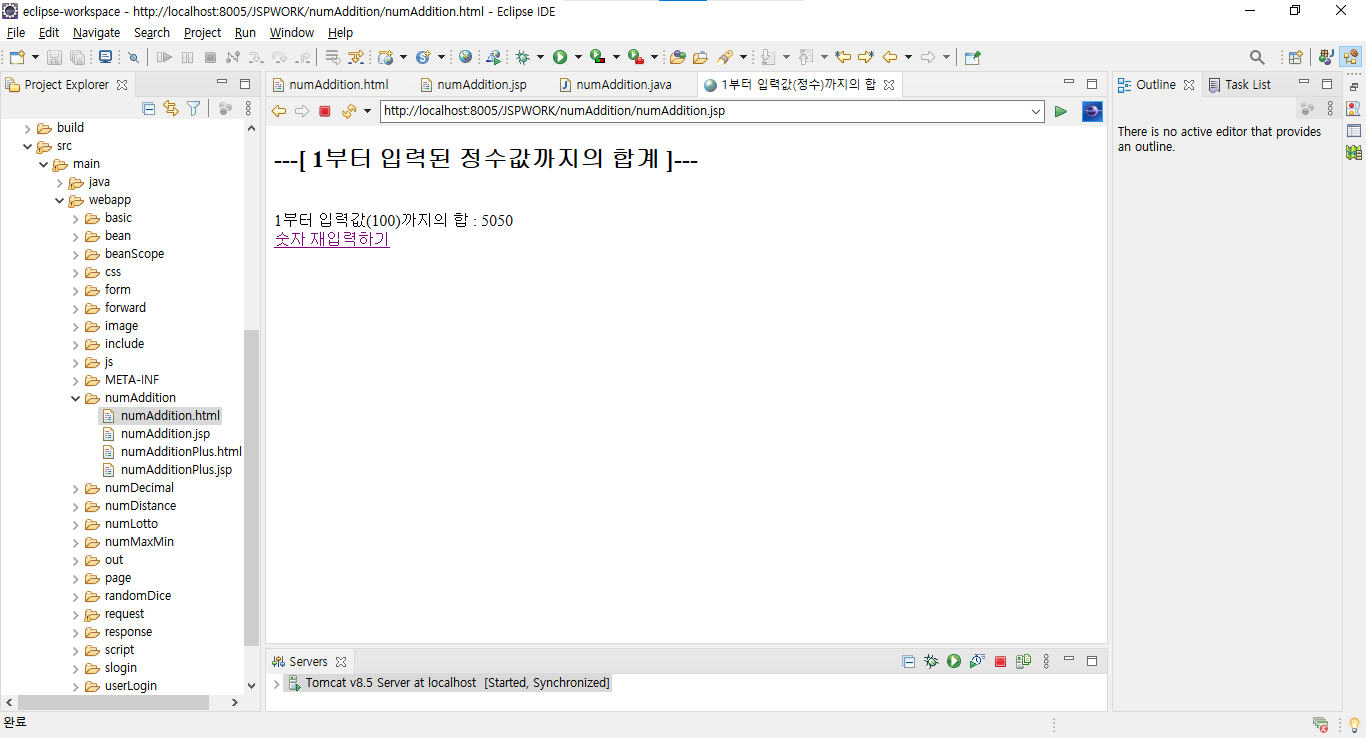 eclipse-workspace - http://localhost:8005/JSPWORK/numAddition/numAddition.html - Eclipse IDE
File Edit Navigate Search Project Run Window Help
Project Explorer
build
src
main
java
webapp
basic
bean
beanScope
css
form
forward
image
include
js
META-INF
numAddition
numAddition.html
numAddition.jsp
numAdditionPlus.html
numAdditionPlus.jsp
numDecimal
numDistance
numLotto
numMaxMin
out
page
randomDice
request
response
script
slogin
userLogin
numAddition.html numAddition.jsp numAddition.java 1부터 입력값(정수)까지의 합
http://localhost:8005/JSPWORK/numAddition/numAddition.jsp
---[ 1부터 입력된 정수값까지의 합계 ]---
1부터 입력값(100)까지의 합 : 5050
숫자 재입력하기
Servers
Tomcat v8.5 Server at localhost [Started, Synchronized]
Outline Task List
There is no active editor that provides
an outline.
완료